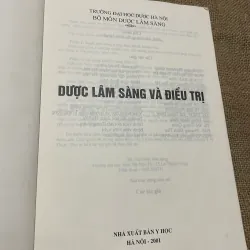 TRƯỜNG ĐẠI HỌC DƯỢC HÀ NỘI
BỘ MÔN DƯỢC LÂM SÀNG
DƯỢC LÂM SÀNG VÀ ĐIỀU TRỊ
NHÀ XUẤT BẢN Y HỌC
HÀ NỘI - 2001